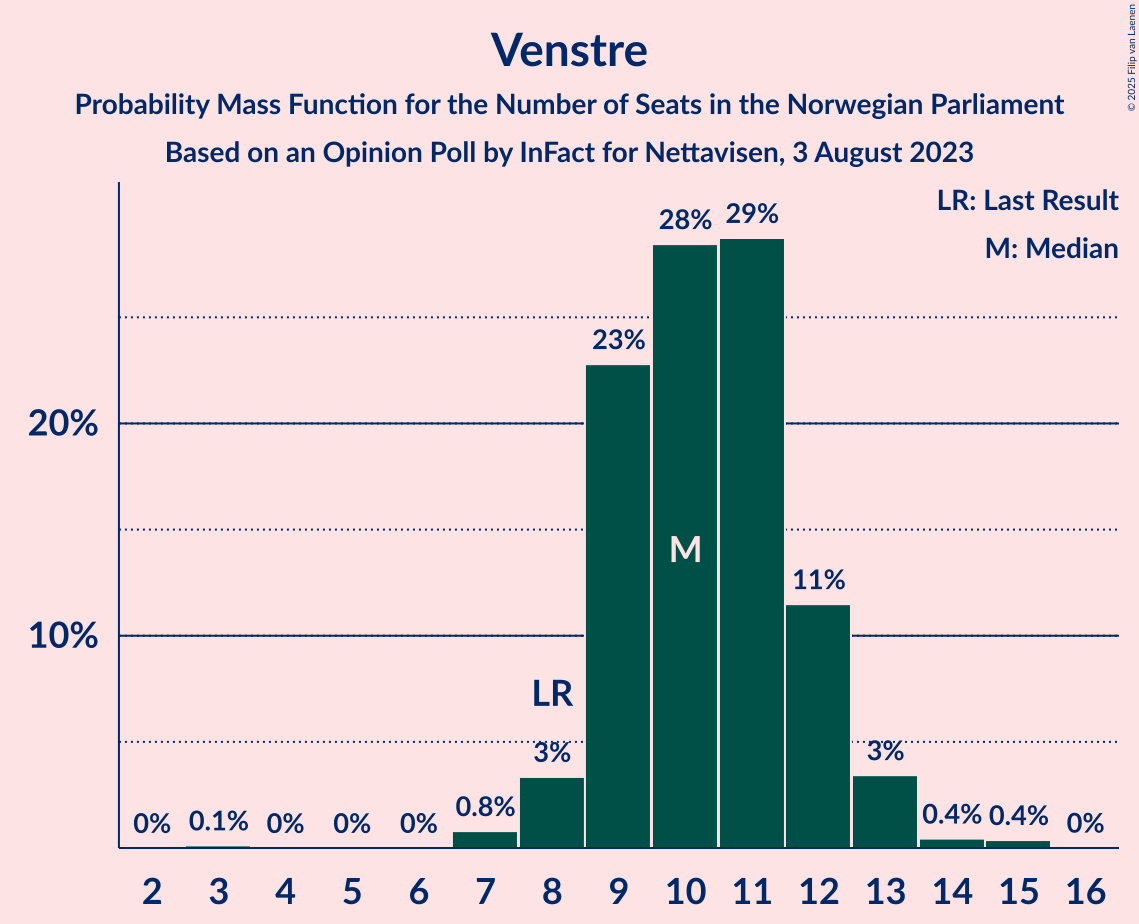 Venstre
Probability Mass Function for the Number of Seats in the Norwegian Parliament
Based on an Opinion Poll by InFact for Nettavisen, 3 August 2023
© 2025 Filip van Laenen
LR: Last Result
M: Median
20%
10%
0%
0.1%
0%
0%
0%
0.8%
3%
LR
23%
28%
M
29%
11%
3%
0.4%
0.4%
0%
2 3 4 5 6 7 8 9 10 11 12 13 14 15 16